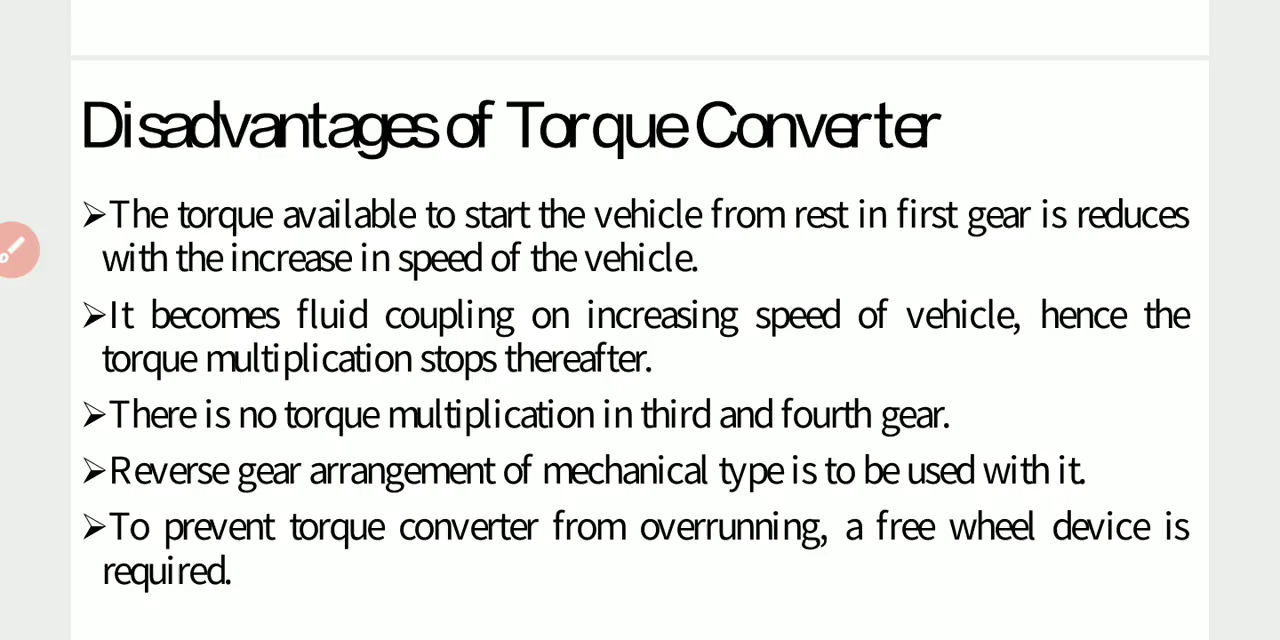 Disadvantages of Torque Converter
➢The torque available to start the vehicle from rest in first gear is reduces
with the increase in speed of the vehicle.
➢It becomes fluid coupling on increasing speed of vehicle, hence the
torque multiplication stops thereafter.
➢There is no torque multiplication in third and fourth gear.
➢Reverse gear arrangement of mechanical type is to be used with it.
➢To prevent torque converter from overrunning, a free wheel device is
required.